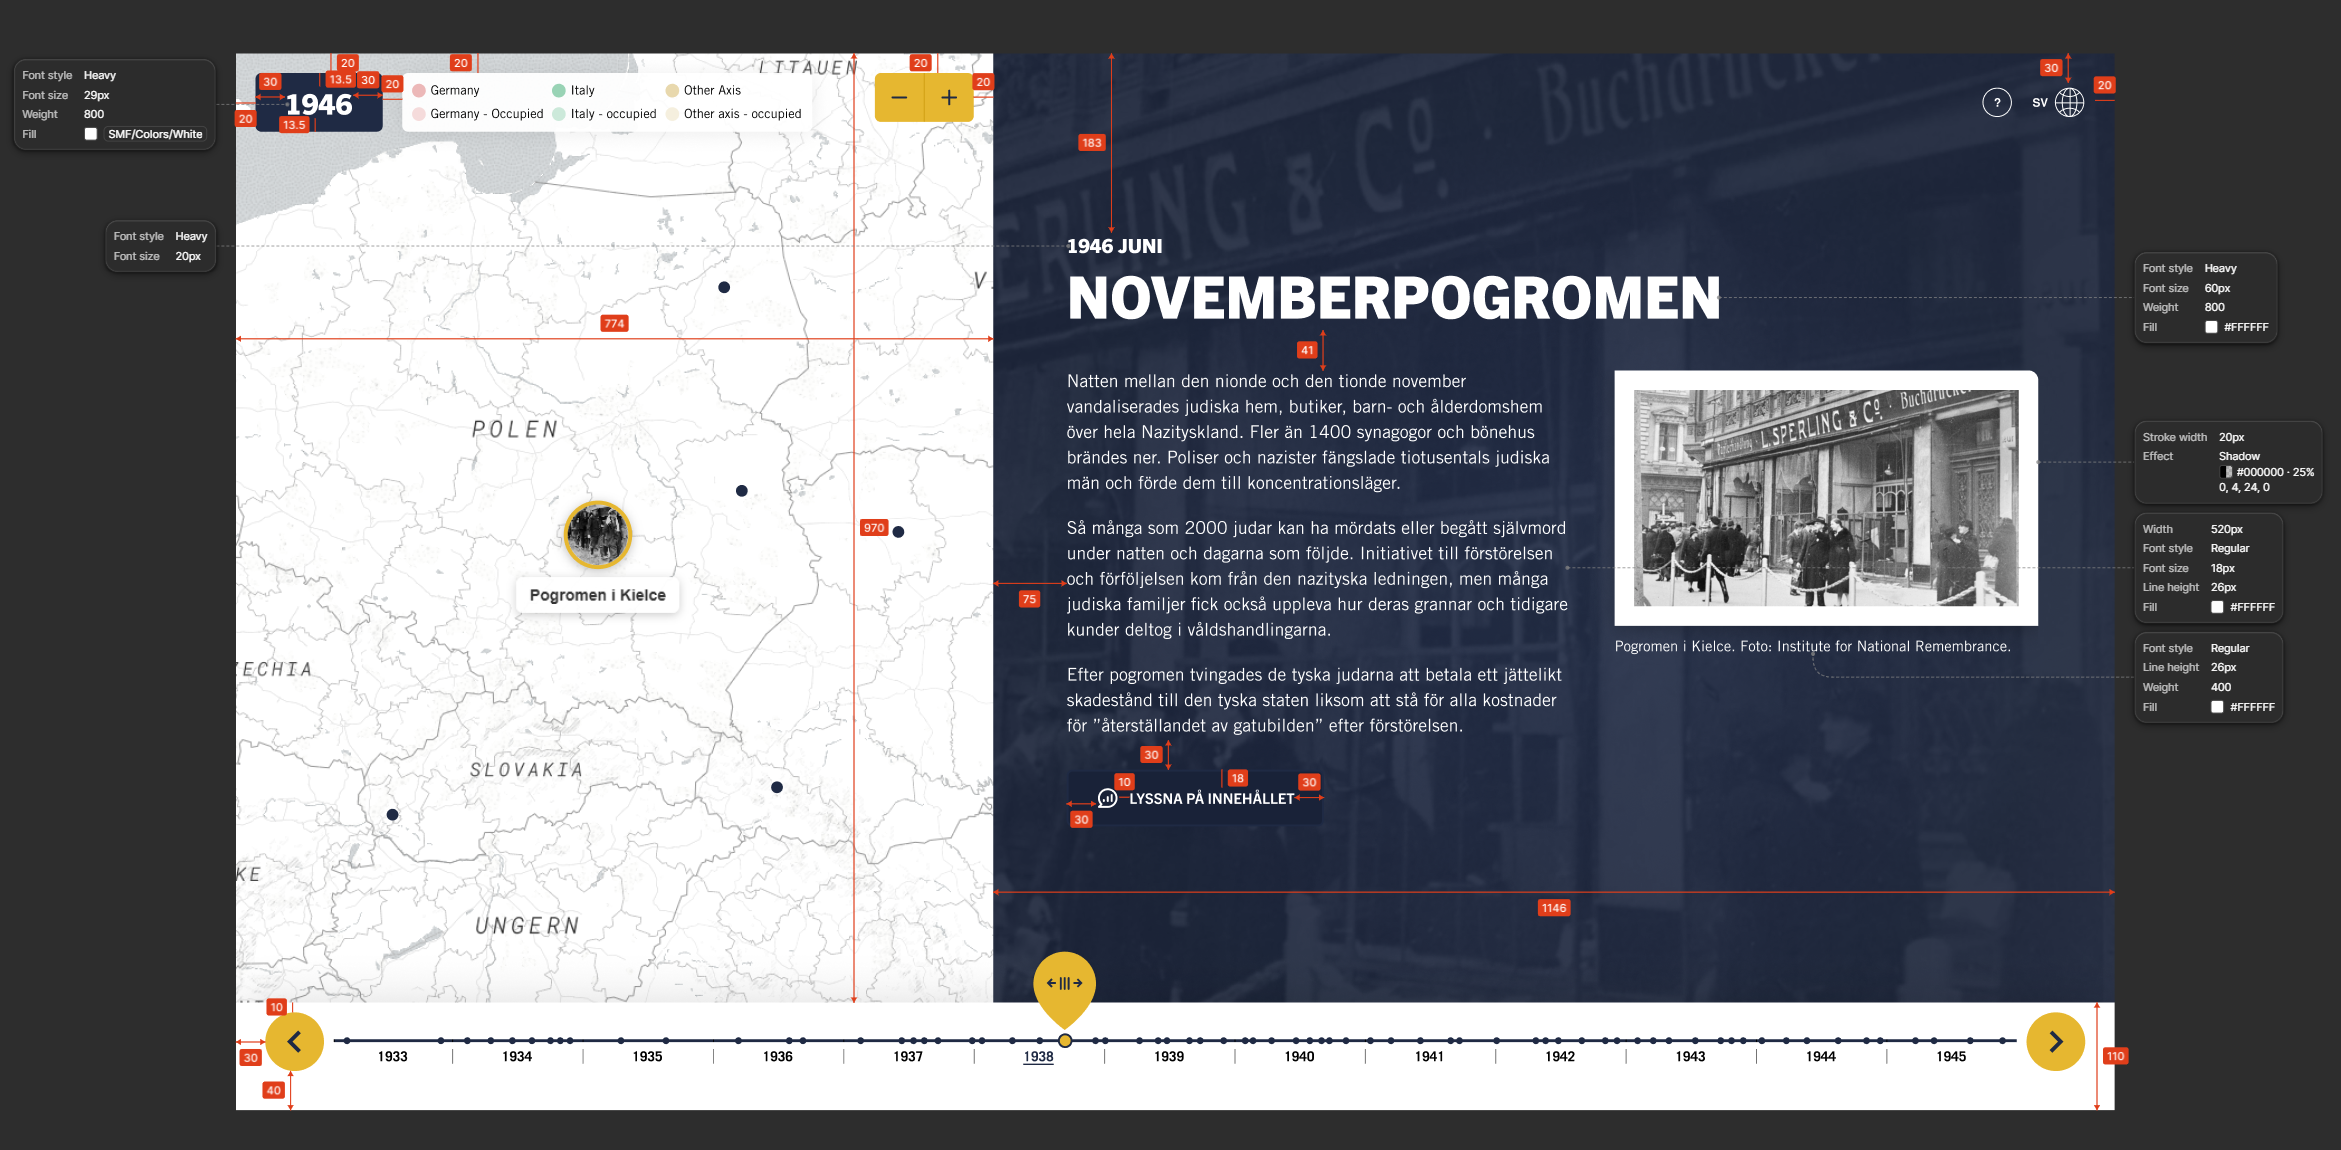 Font style Heavy
Font size 29px
Weight 800
Fill SMF/Colors/White
Font style Heavy
Font size 20px
20
20
20
30
13.5
30
20
20
1946
20
13.5
Germany
Italy
Other Axis
Germany - Occupied
Italy - occupied
Other axis - occupied
LITAUEN
774
POLEN
970
Pogromen i Kielce
ZECHIA
SLOVAKIA
KE
UNGERN
V
30
20
? SV
183
SPERLING & Co. · Buchdrucker
1946 JUNI
NOVEMBERPOGROMEN
41
Natten mellan den nionde och den tionde november
vandaliserades judiska hem, butiker, barn- och ålderdomshem
över hela Nazityskland. Fler än 1400 synagogor och bönehus
brändes ner. Poliser och nazister fängslade tiotusentals judiska
män och förde dem till koncentrationsläger.
Så många som 2000 judar kan ha mördats eller begått självmord
under natten och dagarna som följde. Initiativet till förstörelsen
och förföljelsen kom från den nazityska ledningen, men många
judiska familjer fick också uppleva hur deras grannar och tidigare
kunder deltog i våldshandlingarna.
Efter pogromen tvingades de tyska judarna att betala ett jättelikt
skadestånd till den tyska staten liksom att stå för alla kostnader
för ”återställandet av gatubilden” efter förstörelsen.
75
30
10
18
30
LYSSNA PÅ INNEHÅLLET
30
L. SPERLING & Co. · Buchdrucker
Pogromen i Kielce. Foto: Institute for National Remembrance.
1146
Font style Heavy
Font size 60px
Weight 800
Fill #FFFFFF
Stroke width 20px
Effect Shadow
#000000 · 25%
0, 4, 24, 0
Width 520px
Font style Regular
Font size 18px
Line height 26px
Fill #FFFFFF
Font style Regular
Line height 26px
Weight 400
Fill #FFFFFF
10
30
40
1933 1934 1935 1936 1937 1938 1939 1940 1941 1942 1943 1944 1945
110